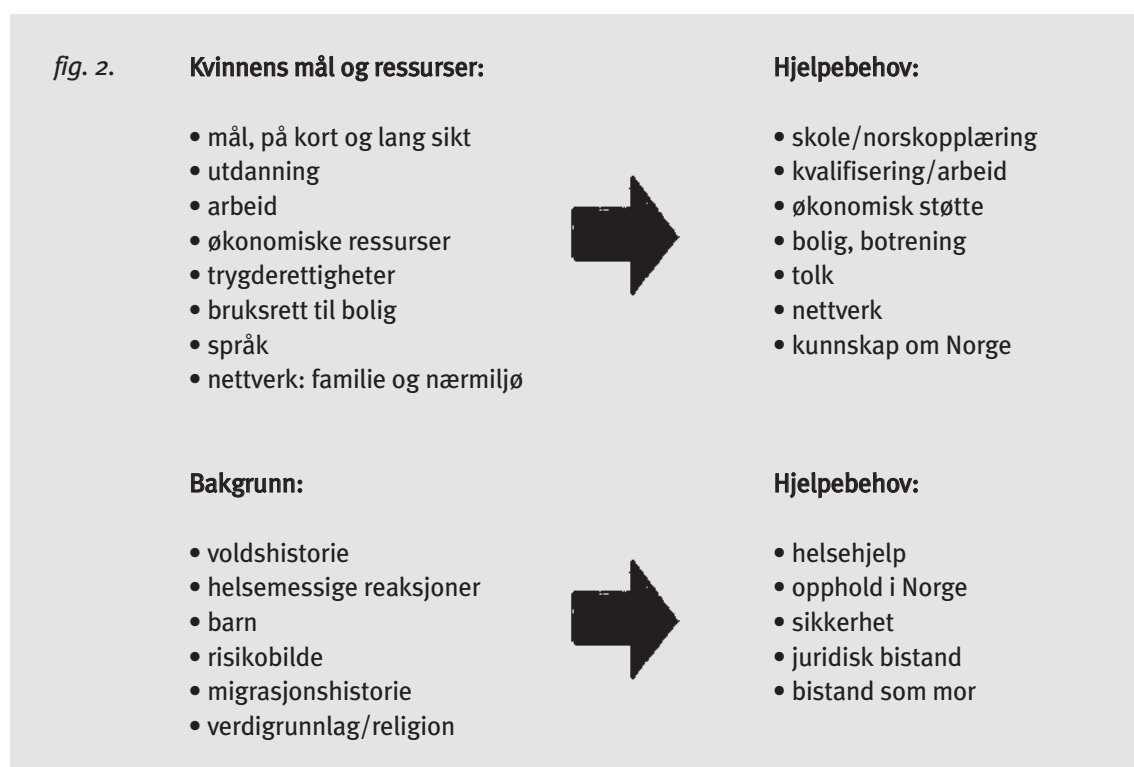 fig. 2.
Kvinnens mål og ressurser:
• mål, på kort og lang sikt
• utdanning
• arbeid
• økonomiske ressurser
• trygderettigheter
• bruksrett til bolig
• språk
• nettverk: familie og nærmiljø
Hjelpebehov:
• skole/norskopplæring
• kvalifisering/arbeid
• økonomisk støtte
• bolig, botrening
• tolk
• nettverk
• kunnskap om Norge
Bakgrunn:
• voldshistorie
• helsemessige reaksjoner
• barn
• risikobilde
• migrasjonshistorie
• verdigrunnlag/religion
Hjelpebehov:
• helsehjelp
• opphold i Norge
• sikkerhet
• juridisk bistand
• bistand som mor